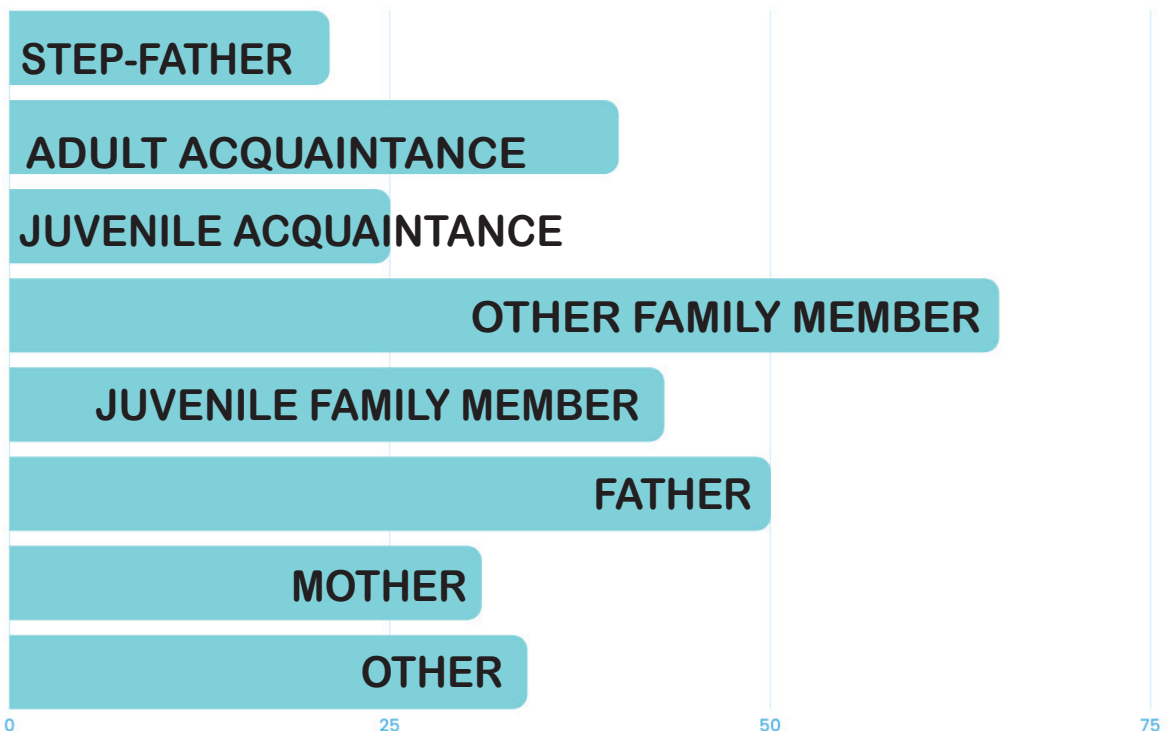 STEP-FATHER
ADULT ACQUAINTANCE
JUVENILE ACQUAINTANCE
OTHER FAMILY MEMBER
JUVENILE FAMILY MEMBER
FATHER
MOTHER
OTHER
0 25 50 75